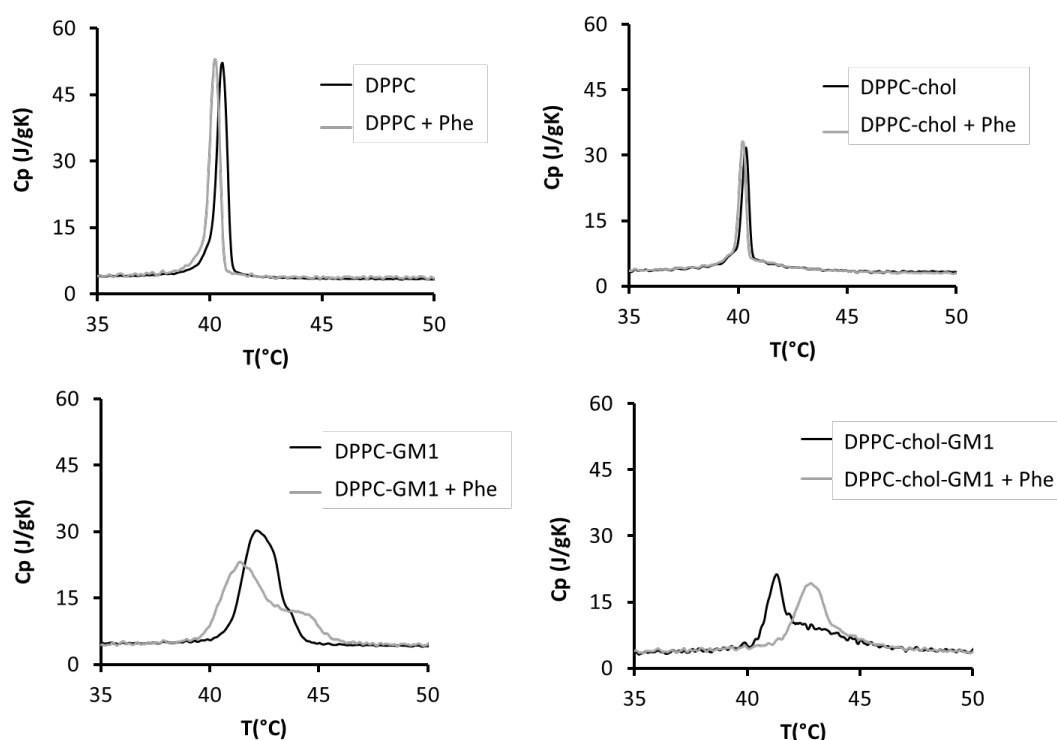 60
45
30
15
0
Cp (J/gK)
35
40
45
50
T(°C)
DPPC
DPPC + Phe
60
45
30
15
0
Cp (J/gK)
35
40
45
50
T(°C)
DPPC-chol
DPPC-chol + Phe
60
45
30
15
0
Cp (J/gK)
35
40
45
50
T(°C)
DPPC-GM1
DPPC-GM1 + Phe
60
45
30
15
0
Cp (J/gK)
35
40
45
50
T(°C)
DPPC-chol-GM1
DPPC-chol-GM1 + Phe